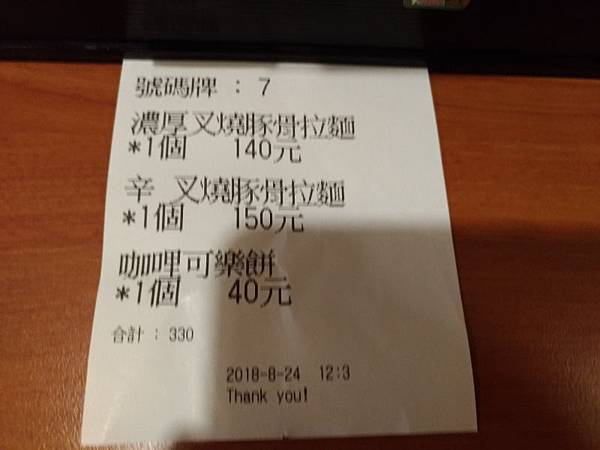 號碼牌 : 7
濃厚叉燒豚骨拉麵
*1個 140元
辛 叉燒豚骨拉麵
*1個 150元
咖哩可樂餅
*1個 40元
合計 : 330
2018-8-24 12:3
Thank you!